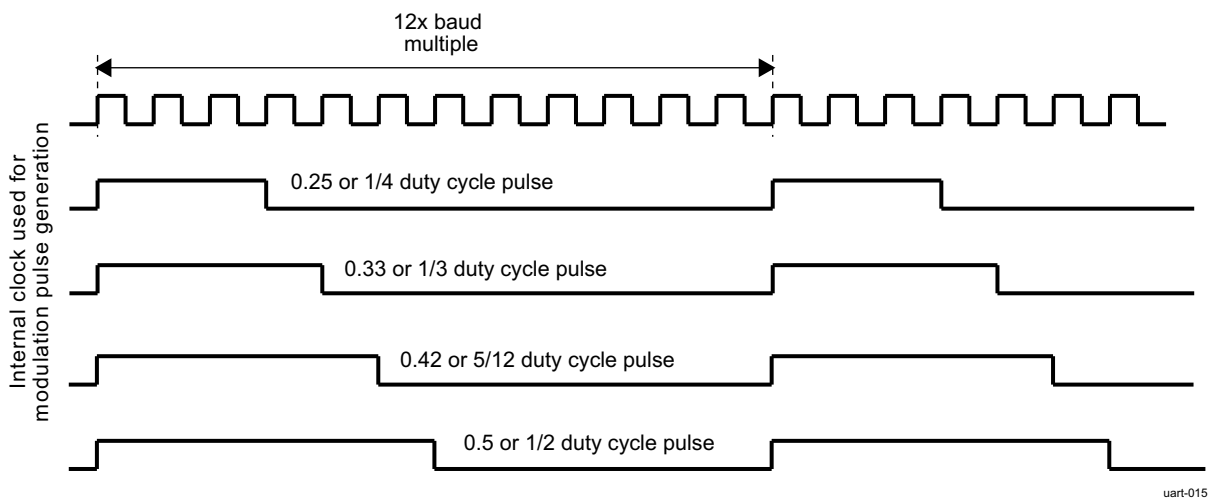 12x baud
multiple
Internal clock used for
modulation pulse generation
0.25 or 1/4 duty cycle pulse
0.33 or 1/3 duty cycle pulse
0.42 or 5/12 duty cycle pulse
0.5 or 1/2 duty cycle pulse
uart-015